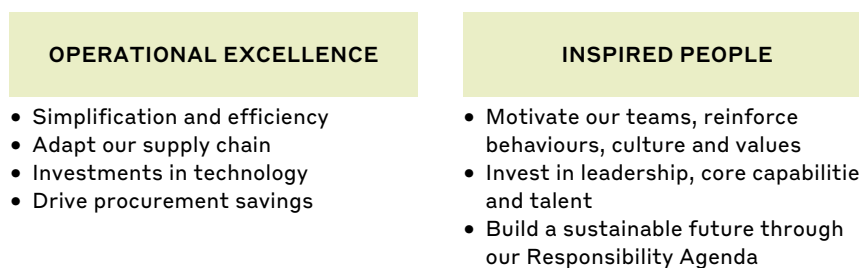 OPERATIONAL EXCELLENCE
• Simplification and efficiency
• Adapt our supply chain
• Investments in technology
• Drive procurement savings
INSPIRED PEOPLE
• Motivate our teams, reinforce
behaviours, culture and values
• Invest in leadership, core capabilitie
and talent
• Build a sustainable future through
our Responsibility Agenda